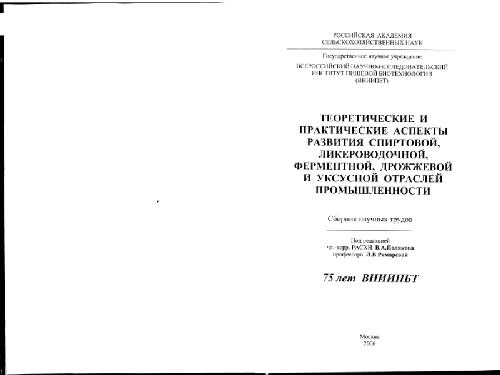 РОССИЙСКАЯ АКАДЕМИЯ
СЕЛЬСКОХОЗЯЙСТВЕННЫХ НАУК
Государственное научное учреждение
ВСЕРОССИЙСКИЙ НАУЧНО-ИССЛЕДОВАТЕЛЬСКИЙ
ИНСТИТУТ ПИЩЕВОЙ БИОТЕХНОЛОГИИ
(ВНИИПБТ)
ТЕОРЕТИЧЕСКИЕ И
ПРАКТИЧЕСКИЕ АСПЕКТЫ
РАЗВИТИЯ СПИРТОВОЙ,
ЛИКЕРОВОДОЧНОЙ,
ФЕРМЕНТНОЙ, ДРОЖЖЕВОЙ
И УКСУСНОЙ ОТРАСЛЕЙ
ПРОМЫШЛЕННОСТИ
Сборник научных трудов
Под редакцией
чл.-корр. РАСХН В.А.Полякова
профессора Л.В.Римаревой
75 лет ВНИИПБТ
Москва
2006